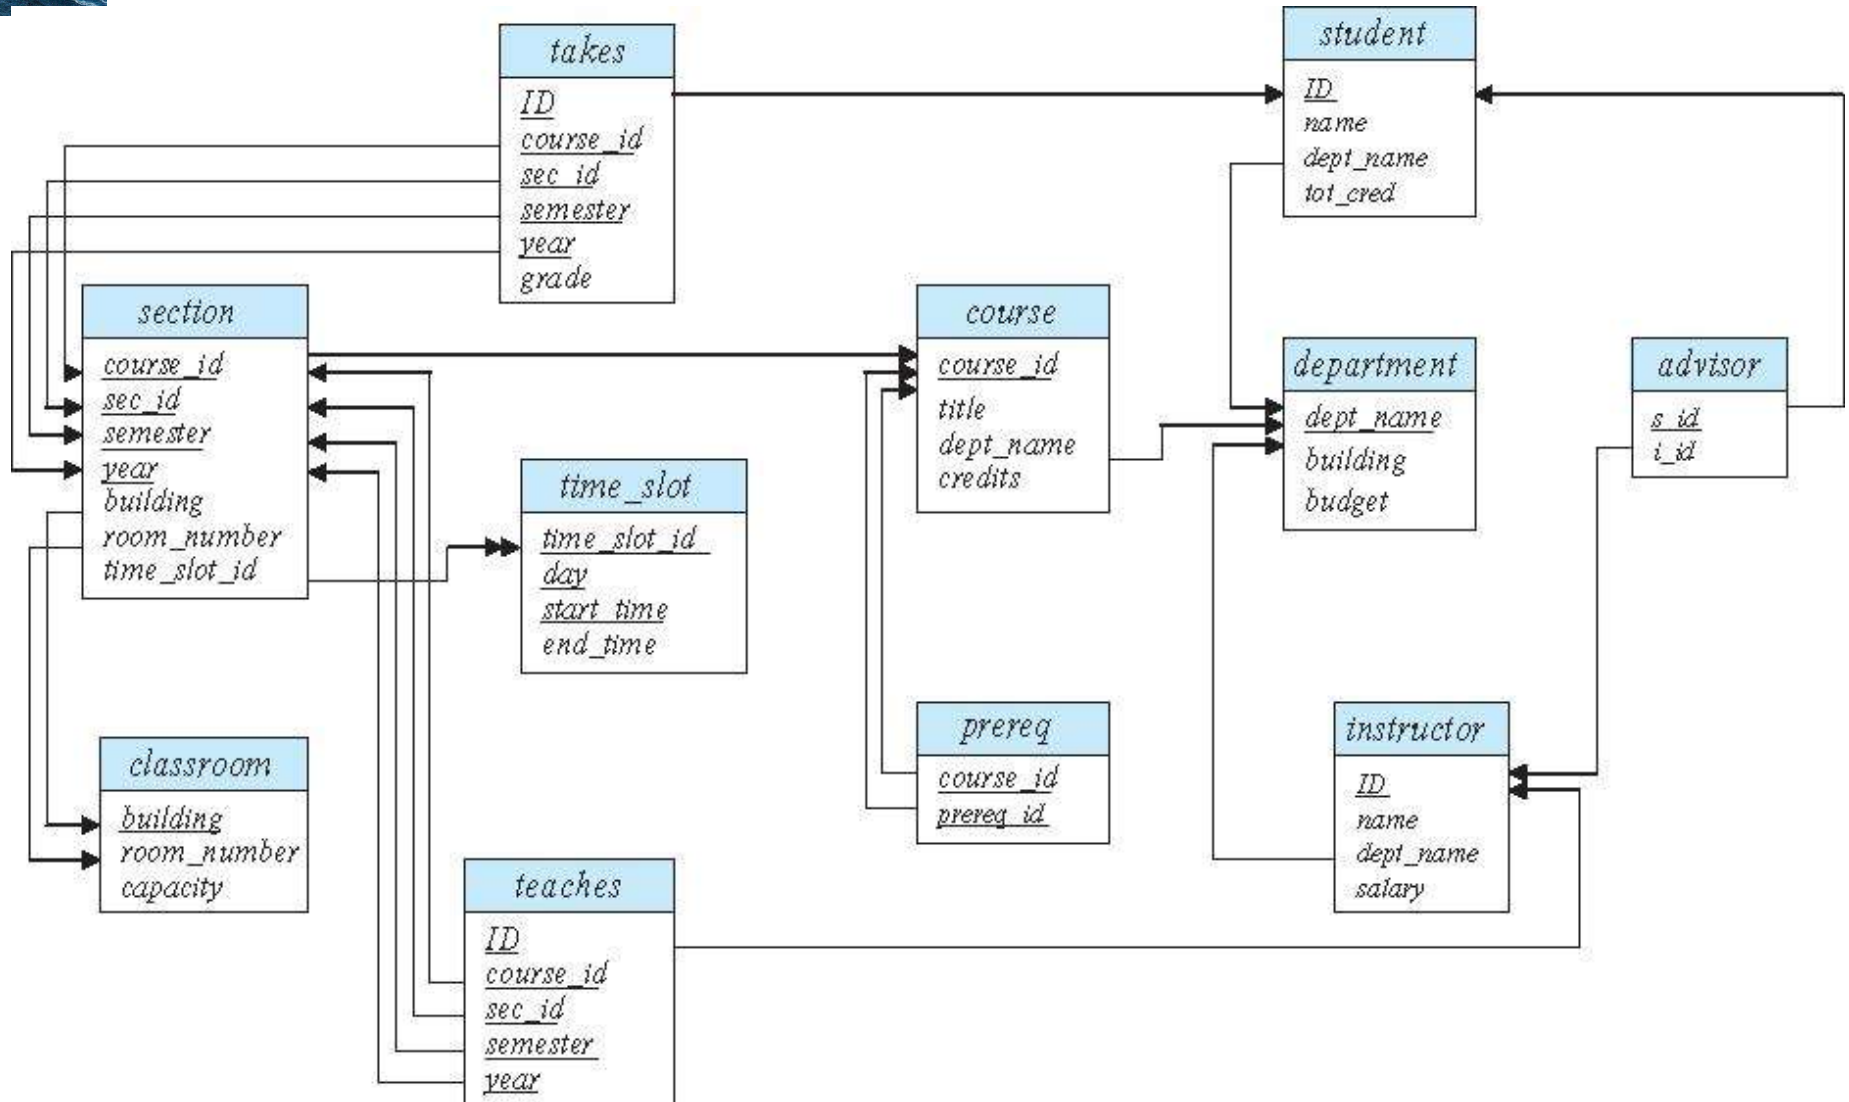 takes
ID
course_id
sec_id
semester
year
grade
student
ID
name
dept_name
tot_cred
section
course_id
sec_id
semester
year
building
room_number
time_slot_id
course
course_id
title
dept_name
credits
department
dept_name
building
budget
advisor
s_id
i_id
time_slot
time_slot_id
day
start_time
end_time
classroom
building
room_number
capacity
prereq
course_id
prereq_id
instructor
ID
name
dept_name
salary
teaches
ID
course_id
sec_id
semester
year